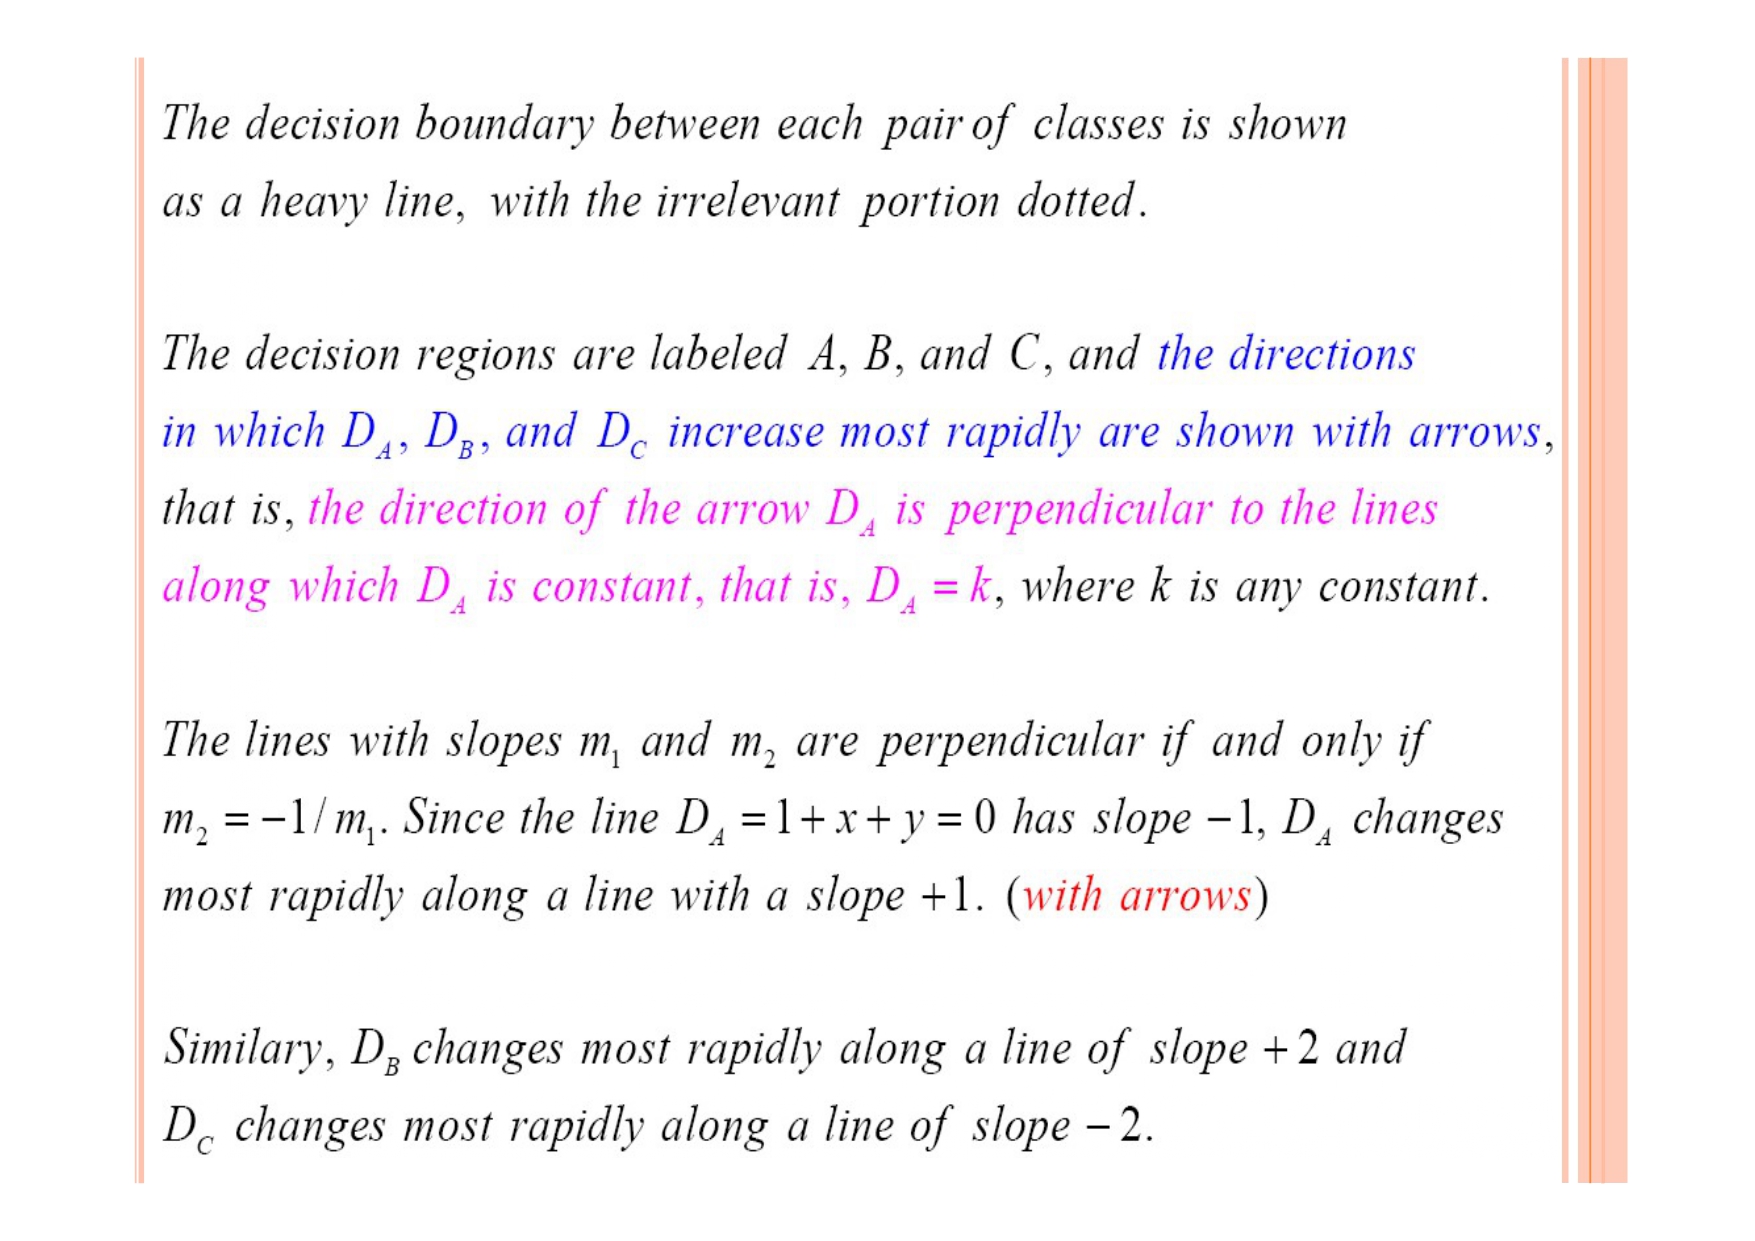 The decision boundary between each pair of classes is shown
as a heavy line, with the irrelevant portion dotted.
The decision regions are labeled A, B, and C, and the directions
in which D_A, D_B, and D_C increase most rapidly are shown with arrows,
that is, the direction of the arrow D_A is perpendicular to the lines
along which D_A is constant, that is, D_A = k, where k is any constant.
The lines with slopes m_1 and m_2 are perpendicular if and only if
m_2 = −1/ m_1. Since the line D_A = 1 + x + y = 0 has slope −1, D_A changes
most rapidly along a line with a slope +1. (with arrows)
Similary, D_B changes most rapidly along a line of slope + 2 and
D_C changes most rapidly along a line of slope − 2.